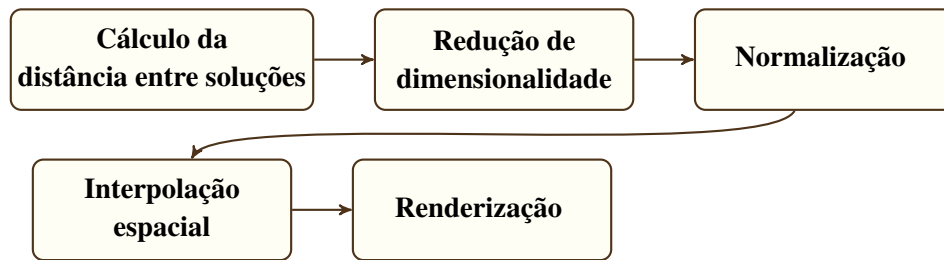 Cálculo da
distância entre soluções
Redução de
dimensionalidade
Normalização
Interpolação
espacial
Renderização